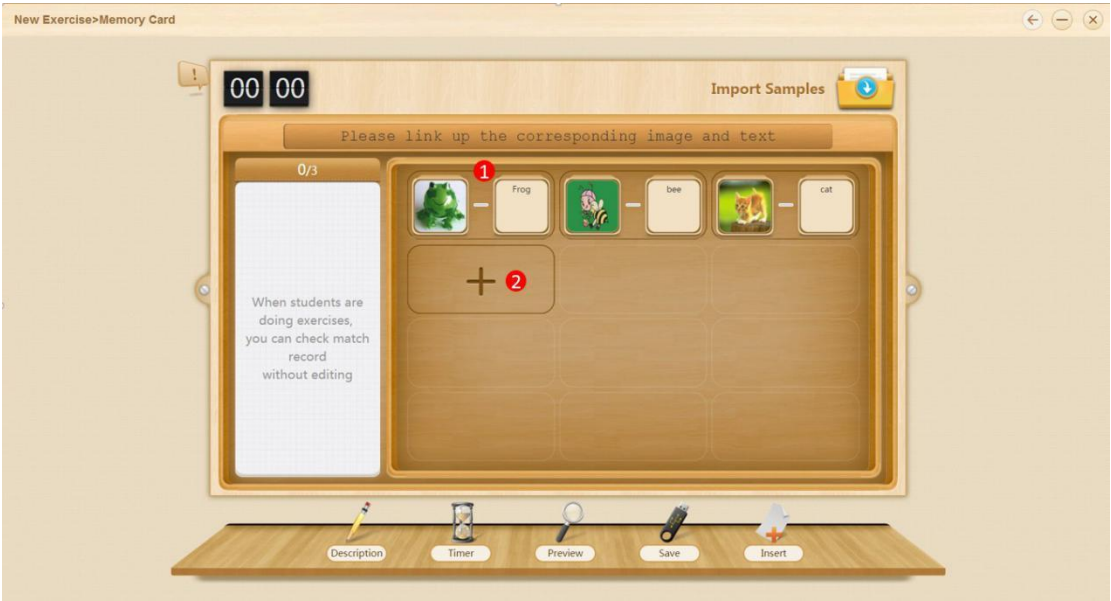 New Exercise>Memory Card
!
00 00
Import Samples
Please link up the corresponding image and text
0/3
1
Frog
bee
cat
2
When students are
doing exercises,
you can check match
record
without editing
Description
Timer
Preview
Save
Insert